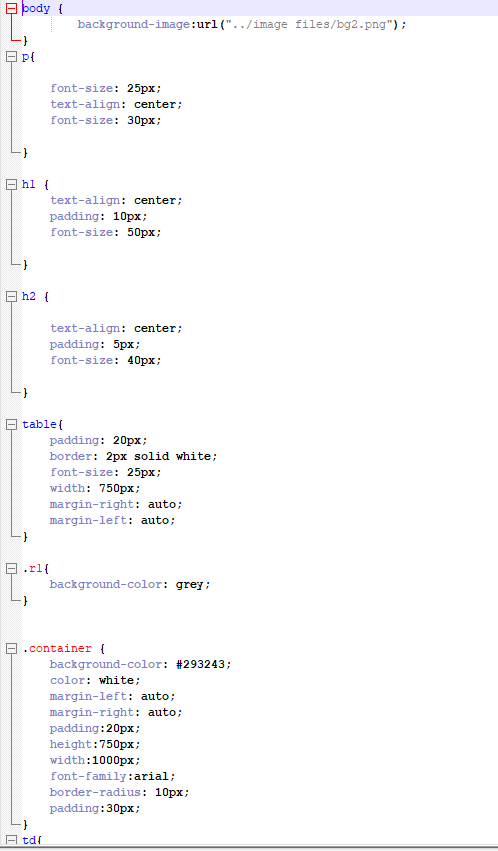 body {
background-image:url("../image files/bg2.png");
}
p{
font-size: 25px;
text-align: center;
font-size: 30px;
}
h1 {
text-align: center;
padding: 10px;
font-size: 50px;
}
h2 {
text-align: center;
padding: 5px;
font-size: 40px;
}
table{
padding: 20px;
border: 2px solid white;
font-size: 25px;
width: 750px;
margin-right: auto;
margin-left: auto;
}
.r1{
background-color: grey;
}
.container {
background-color: #293243;
color: white;
margin-left: auto;
margin-right: auto;
padding:20px;
height:750px;
width:1000px;
font-family:arial;
border-radius: 10px;
padding:30px;
}
td{